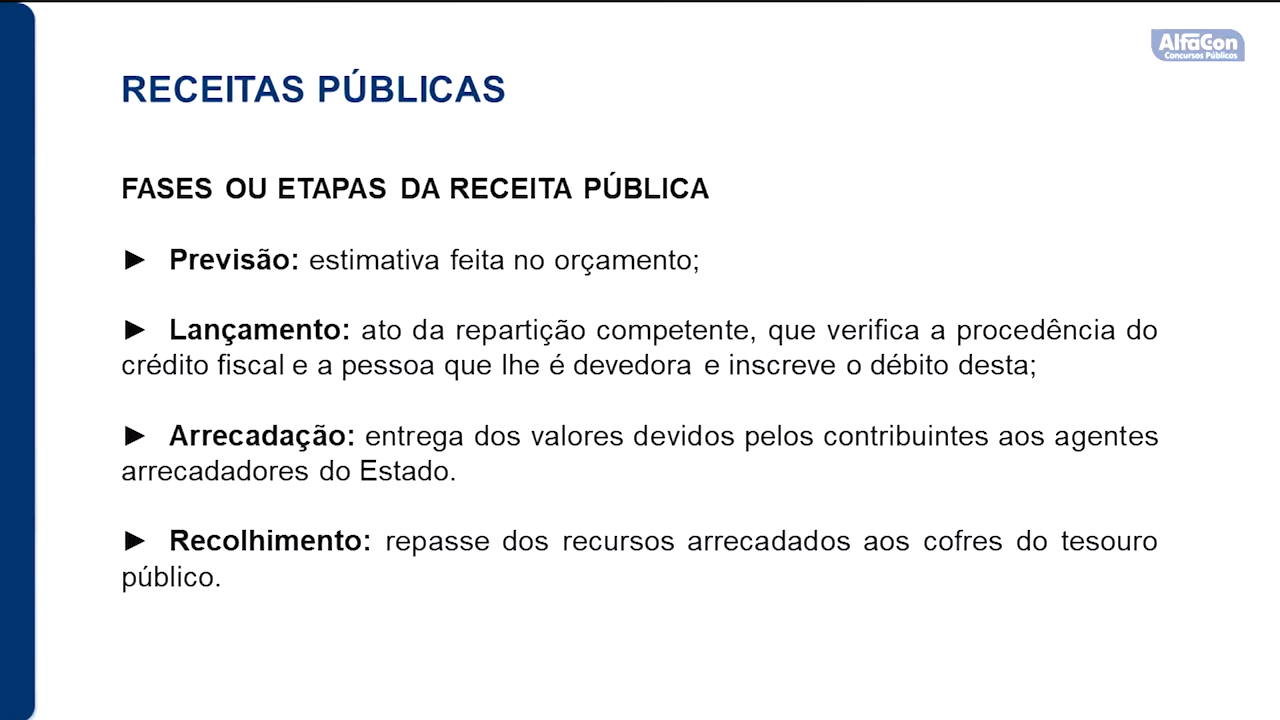 AlfaCon
Concursos Públicos
RECEITAS PÚBLICAS
FASES OU ETAPAS DA RECEITA PÚBLICA
► Previsão: estimativa feita no orçamento;
► Lançamento: ato da repartição competente, que verifica a procedência do
crédito fiscal e a pessoa que lhe é devedora e inscreve o débito desta;
► Arrecadação: entrega dos valores devidos pelos contribuintes aos agentes
arrecadadores do Estado.
► Recolhimento: repasse dos recursos arrecadados aos cofres do tesouro
público.